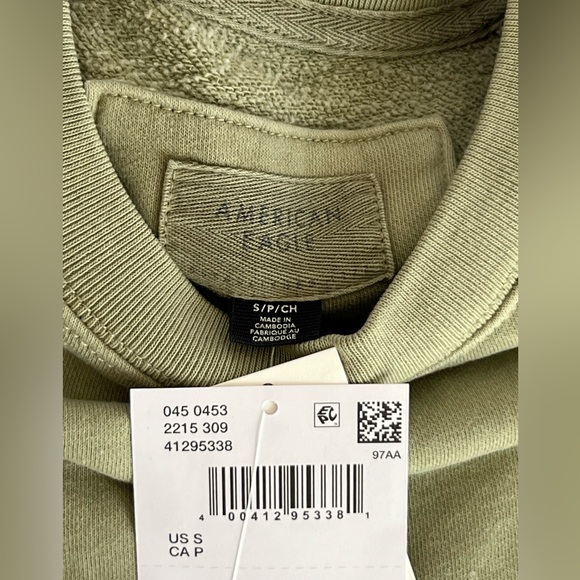 AMERICAN
EAGLE
S/P/CH
MADE IN
CAMBODIA
FABRIQUE AU
CAMBODGE
045 0453
2215 309
41295338
97AA
4 00412 95338 1
US S
CA P